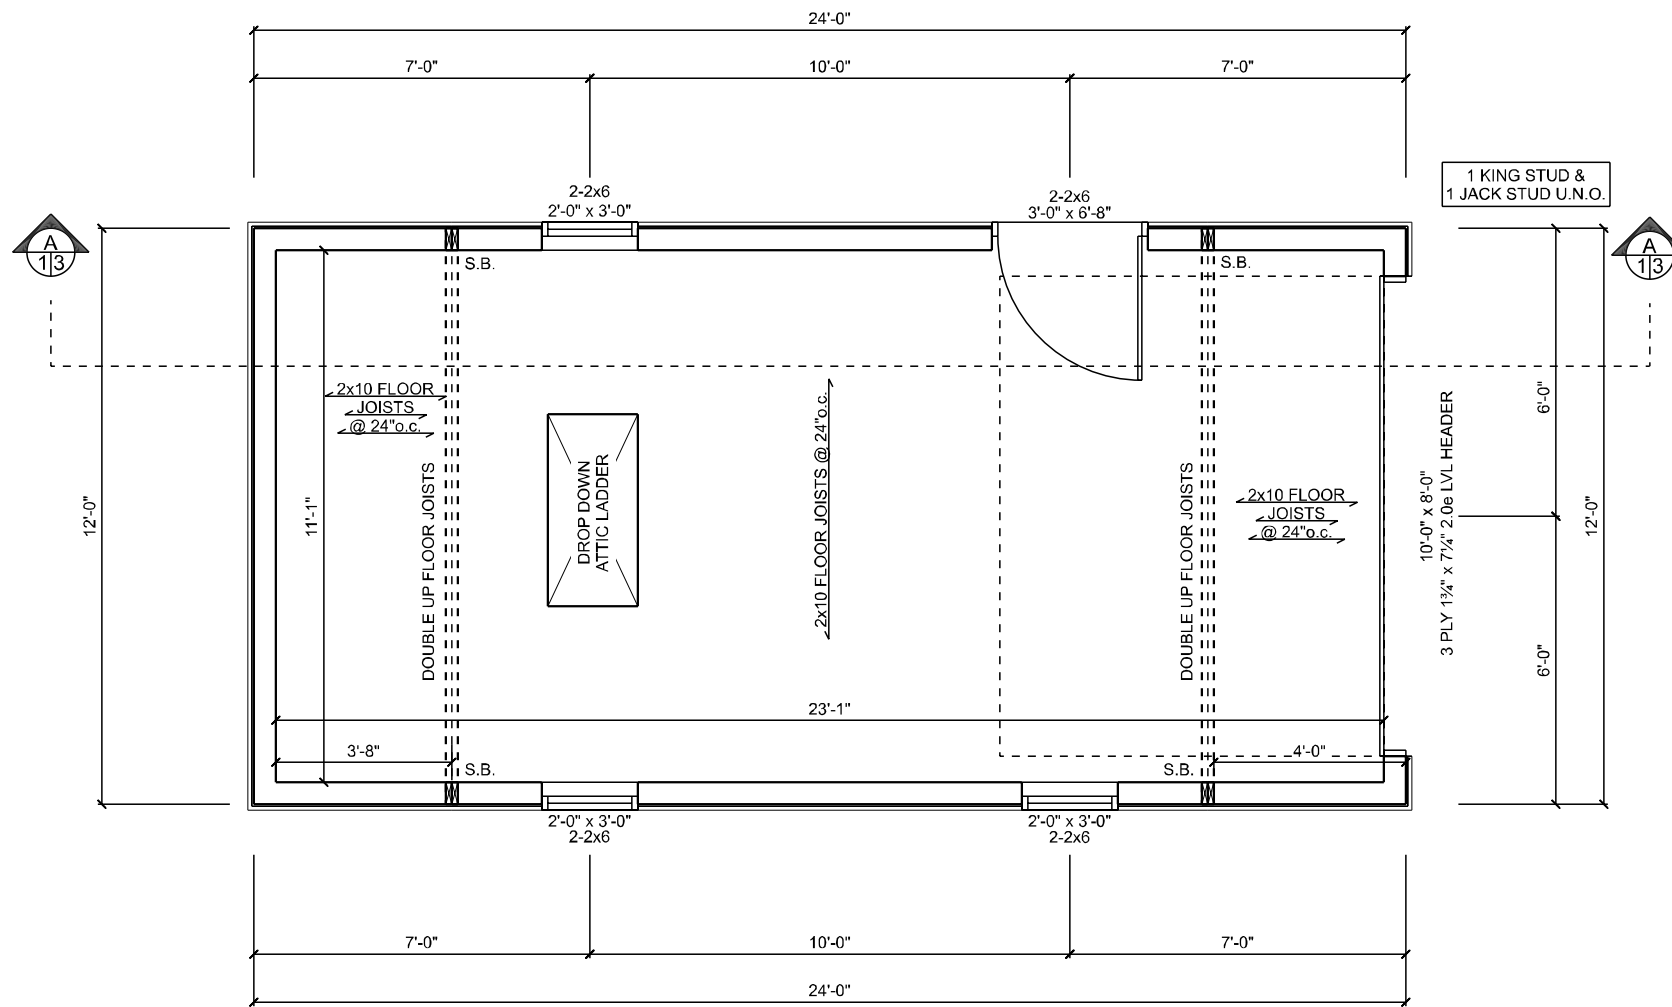 24'-0"
7'-0"
10'-0"
7'-0"
1 KING STUD &
1 JACK STUD U.N.O.
2-2x6
2'-0" x 3'-0"
2-2x6
3'-0" x 6'-8"
A
1 3
A
1 3
S.B.
S.B.
2x10 FLOOR
JOISTS
@ 24"o.c.
12'-0"
11'-1"
DOUBLE UP FLOOR JOISTS
DROP DOWN
ATTIC LADDER
2x10 FLOOR JOISTS @ 24"o.c.
DOUBLE UP FLOOR JOISTS
2x10 FLOOR
JOISTS
@ 24"o.c.
10'-0" x 8'-0"
3 PLY 1¾" x 7¼" 2.0e LVL HEADER
6'-0"
6'-0"
12'-0"
23'-1"
3'-8"
4'-0"
S.B.
S.B.
2'-0" x 3'-0"
2-2x6
2'-0" x 3'-0"
2-2x6
7'-0"
10'-0"
7'-0"
24'-0"